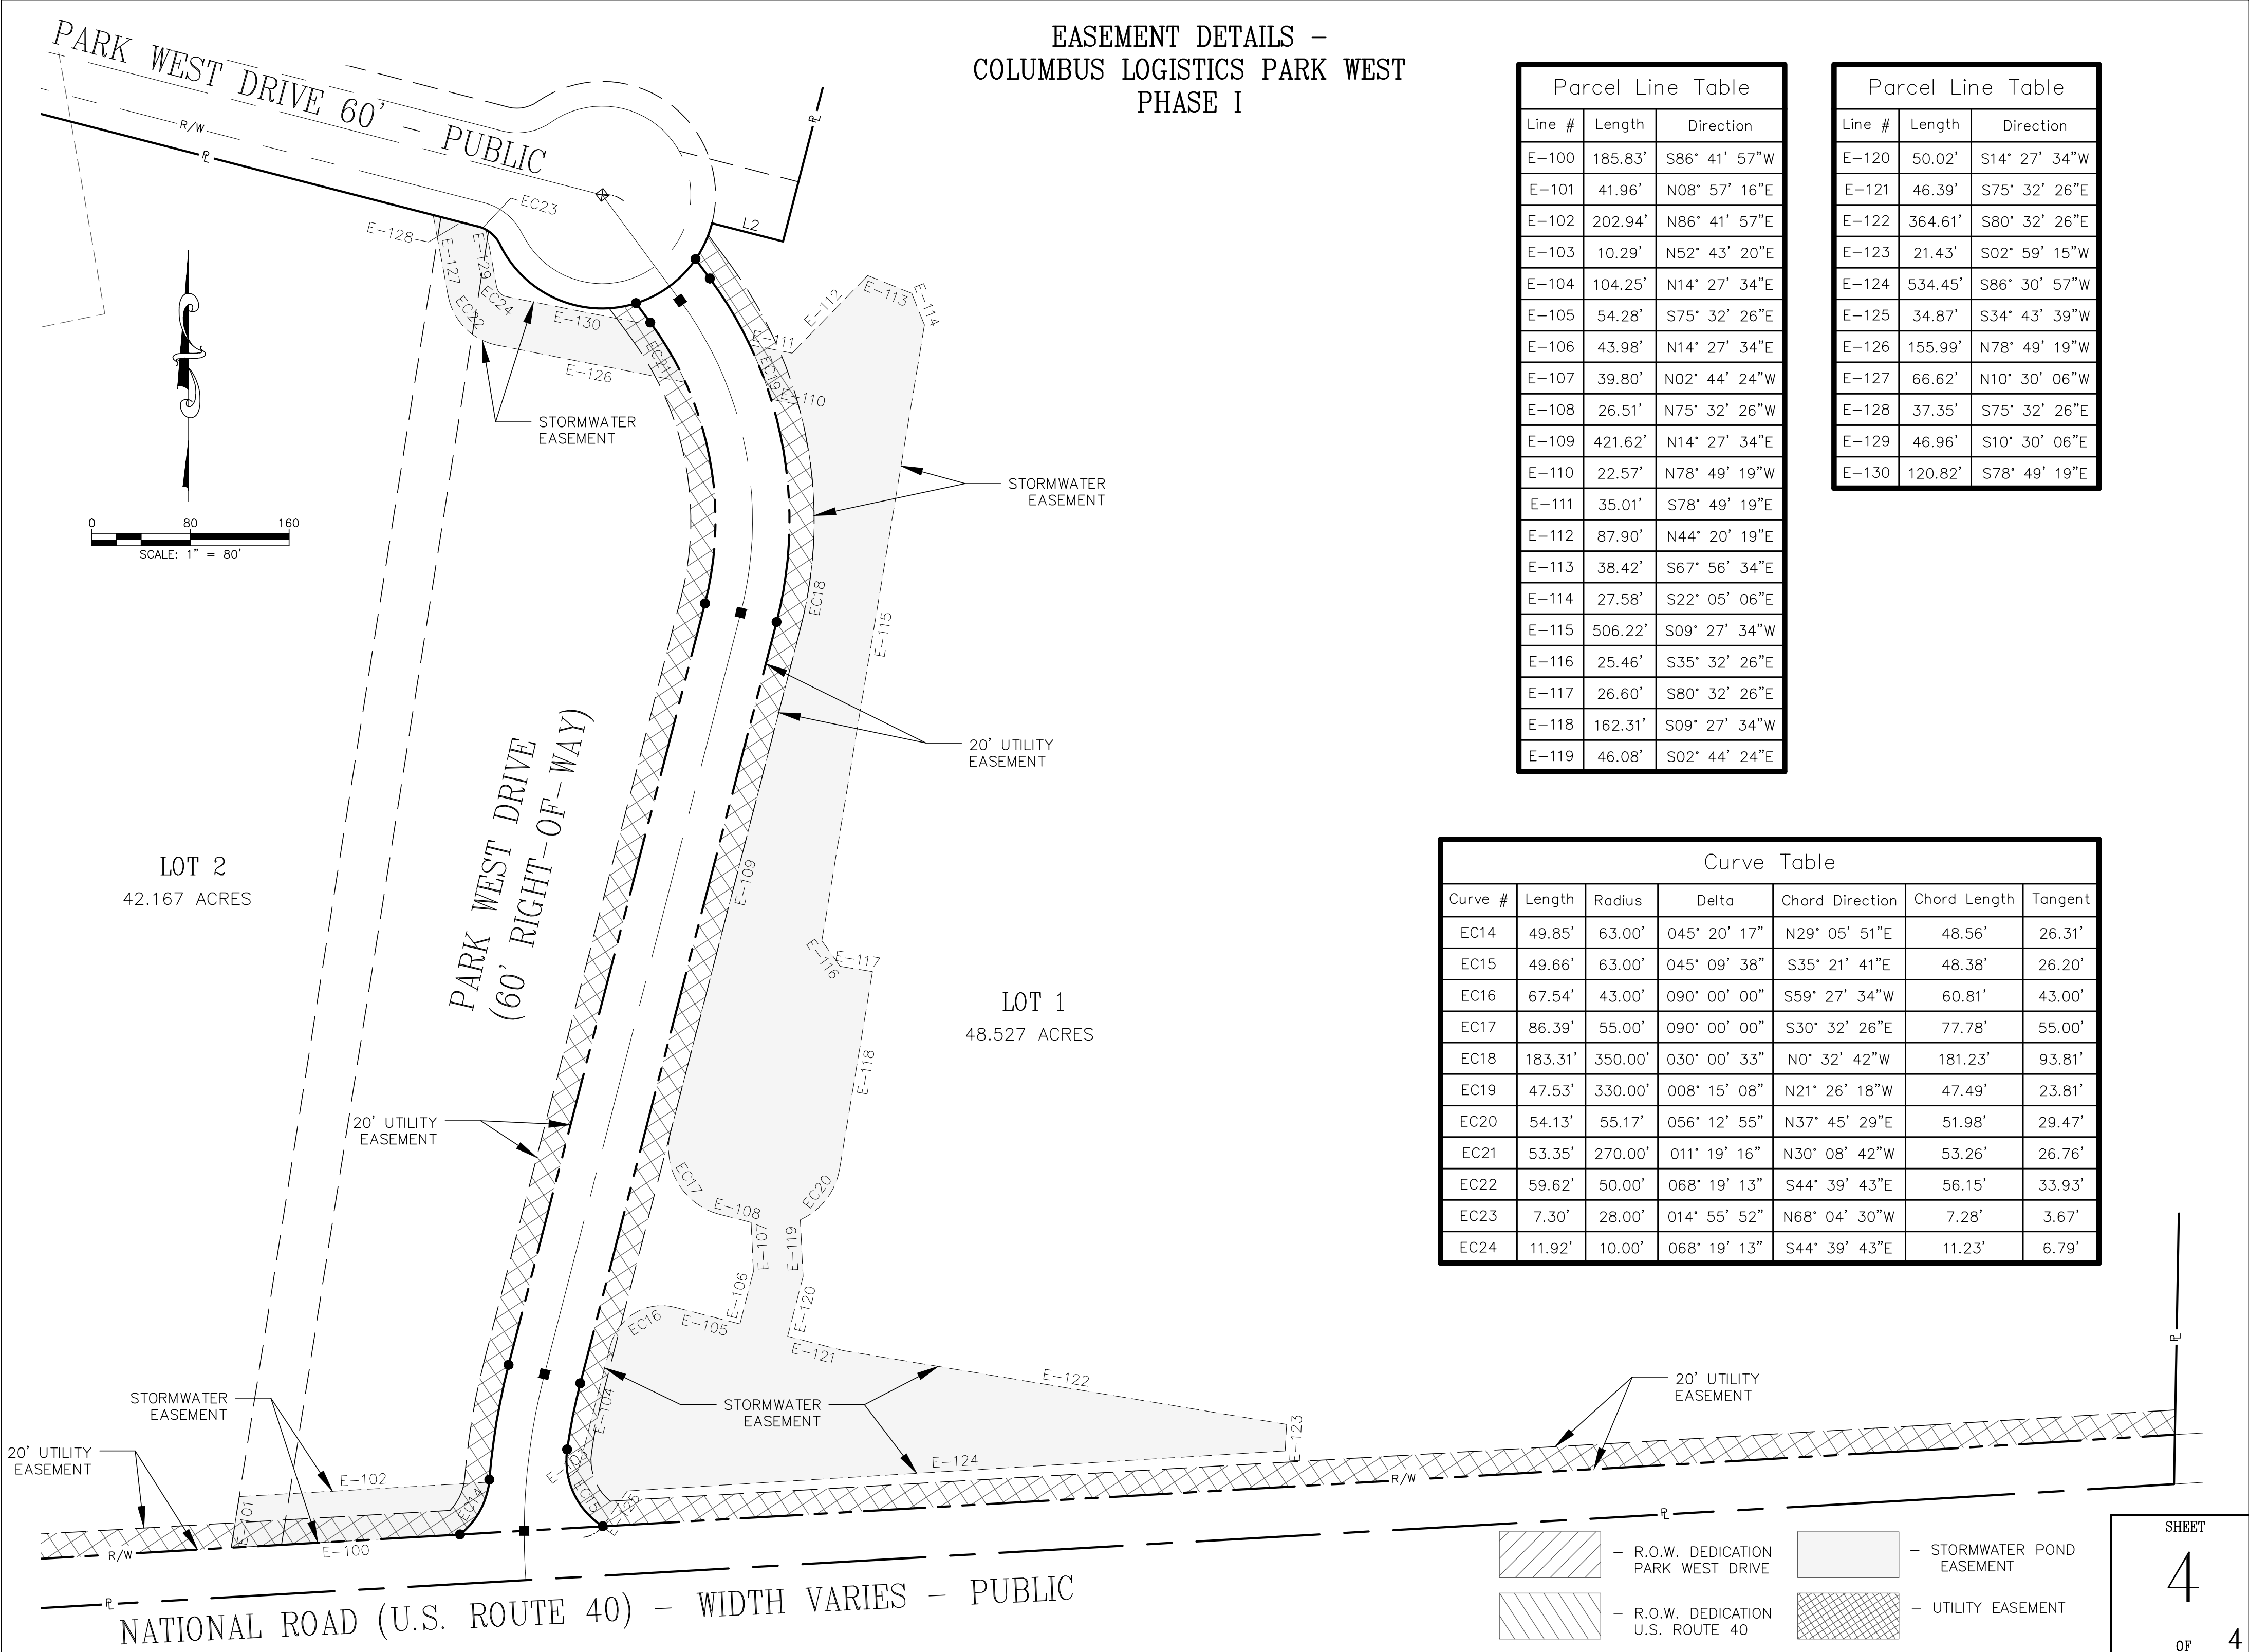 EASEMENT DETAILS –
COLUMBUS LOGISTICS PARK WEST
PHASE I
PARK WEST DRIVE 60' – PUBLIC
R/W
PL
PL
L2
EC23
E–128
E–127
E–129
EC24
EC22
E–130
E–126
EC21
STORMWATER
EASEMENT
E–111
E–112
E–113
E–114
EC19
E–110
STORMWATER
EASEMENT
0 80 160
SCALE: 1" = 80'
EC18
E–115
20' UTILITY
EASEMENT
PARK WEST DRIVE
(60' RIGHT–OF–WAY)
LOT 2
42.167 ACRES
E–109
E–116
E–117
LOT 1
48.527 ACRES
E–118
20' UTILITY
EASEMENT
EC17
E–108
EC20
E–107
E–119
E–106
E–120
EC16
E–105
E–121
E–122
E–104
STORMWATER
EASEMENT
STORMWATER
EASEMENT
20' UTILITY
EASEMENT
20' UTILITY
EASEMENT
E–102
E–101
EC14
E–100
E–103
EC15
E–125
E–124
E–123
R/W
R/W
PL
PL
PL
NATIONAL ROAD (U.S. ROUTE 40) – WIDTH VARIES – PUBLIC
Parcel Line Table
Line # Length Direction
E–100 185.83' S86° 41' 57"W
E–101 41.96' N08° 57' 16"E
E–102 202.94' N86° 41' 57"E
E–103 10.29' N52° 43' 20"E
E–104 104.25' N14° 27' 34"E
E–105 54.28' S75° 32' 26"E
E–106 43.98' N14° 27' 34"E
E–107 39.80' N02° 44' 24"W
E–108 26.51' N75° 32' 26"W
E–109 421.62' N14° 27' 34"E
E–110 22.57' N78° 49' 19"W
E–111 35.01' S78° 49' 19"E
E–112 87.90' N44° 20' 19"E
E–113 38.42' S67° 56' 34"E
E–114 27.58' S22° 05' 06"E
E–115 506.22' S09° 27' 34"W
E–116 25.46' S35° 32' 26"E
E–117 26.60' S80° 32' 26"E
E–118 162.31' S09° 27' 34"W
E–119 46.08' S02° 44' 24"E
Parcel Line Table
Line # Length Direction
E–120 50.02' S14° 27' 34"W
E–121 46.39' S75° 32' 26"E
E–122 364.61' S80° 32' 26"E
E–123 21.43' S02° 59' 15"W
E–124 534.45' S86° 30' 57"W
E–125 34.87' S34° 43' 39"W
E–126 155.99' N78° 49' 19"W
E–127 66.62' N10° 30' 06"W
E–128 37.35' S75° 32' 26"E
E–129 46.96' S10° 30' 06"E
E–130 120.82' S78° 49' 19"E
Curve Table
Curve # Length Radius Delta Chord Direction Chord Length Tangent
EC14 49.85' 63.00' 045° 20' 17" N29° 05' 51"E 48.56' 26.31'
EC15 49.66' 63.00' 045° 09' 38" S35° 21' 41"E 48.38' 26.20'
EC16 67.54' 43.00' 090° 00' 00" S59° 27' 34"W 60.81' 43.00'
EC17 86.39' 55.00' 090° 00' 00" S30° 32' 26"E 77.78' 55.00'
EC18 183.31' 350.00' 030° 00' 33" N0° 32' 42"W 181.23' 93.81'
EC19 47.53' 330.00' 008° 15' 08" N21° 26' 18"W 47.49' 23.81'
EC20 54.13' 55.17' 056° 12' 55" N37° 45' 29"E 51.98' 29.47'
EC21 53.35' 270.00' 011° 19' 16" N30° 08' 42"W 53.26' 26.76'
EC22 59.62' 50.00' 068° 19' 13" S44° 39' 43"E 56.15' 33.93'
EC23 7.30' 28.00' 014° 55' 52" N68° 04' 30"W 7.28' 3.67'
EC24 11.92' 10.00' 068° 19' 13" S44° 39' 43"E 11.23' 6.79'
20' UTILITY
EASEMENT
– R.O.W. DEDICATION
PARK WEST DRIVE
– STORMWATER POND
EASEMENT
– R.O.W. DEDICATION
U.S. ROUTE 40
– UTILITY EASEMENT
SHEET
4
OF 4